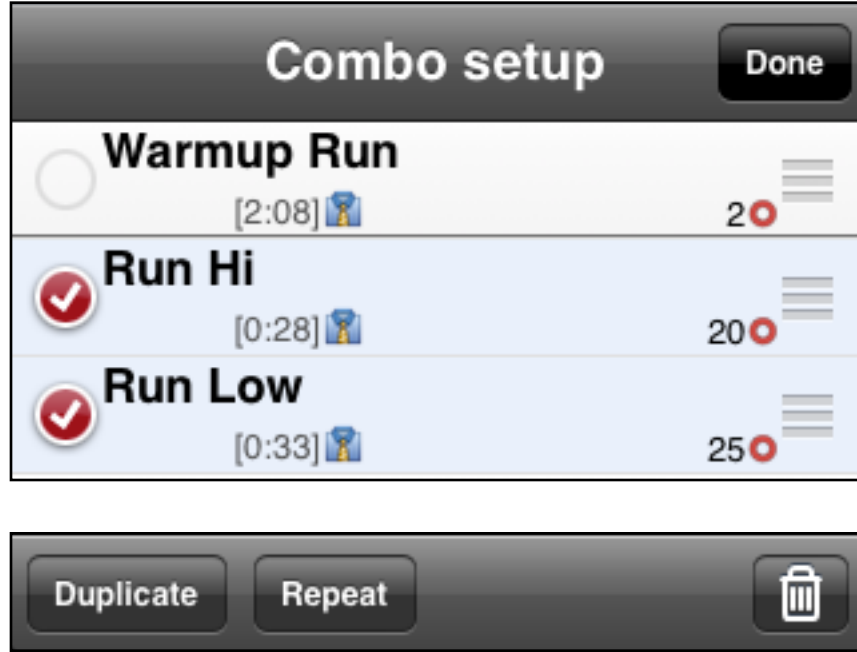 Combo setup Done
Warmup Run
[2:08] 2
Run Hi
[0:28] 20
Run Low
[0:33] 25
Duplicate Repeat